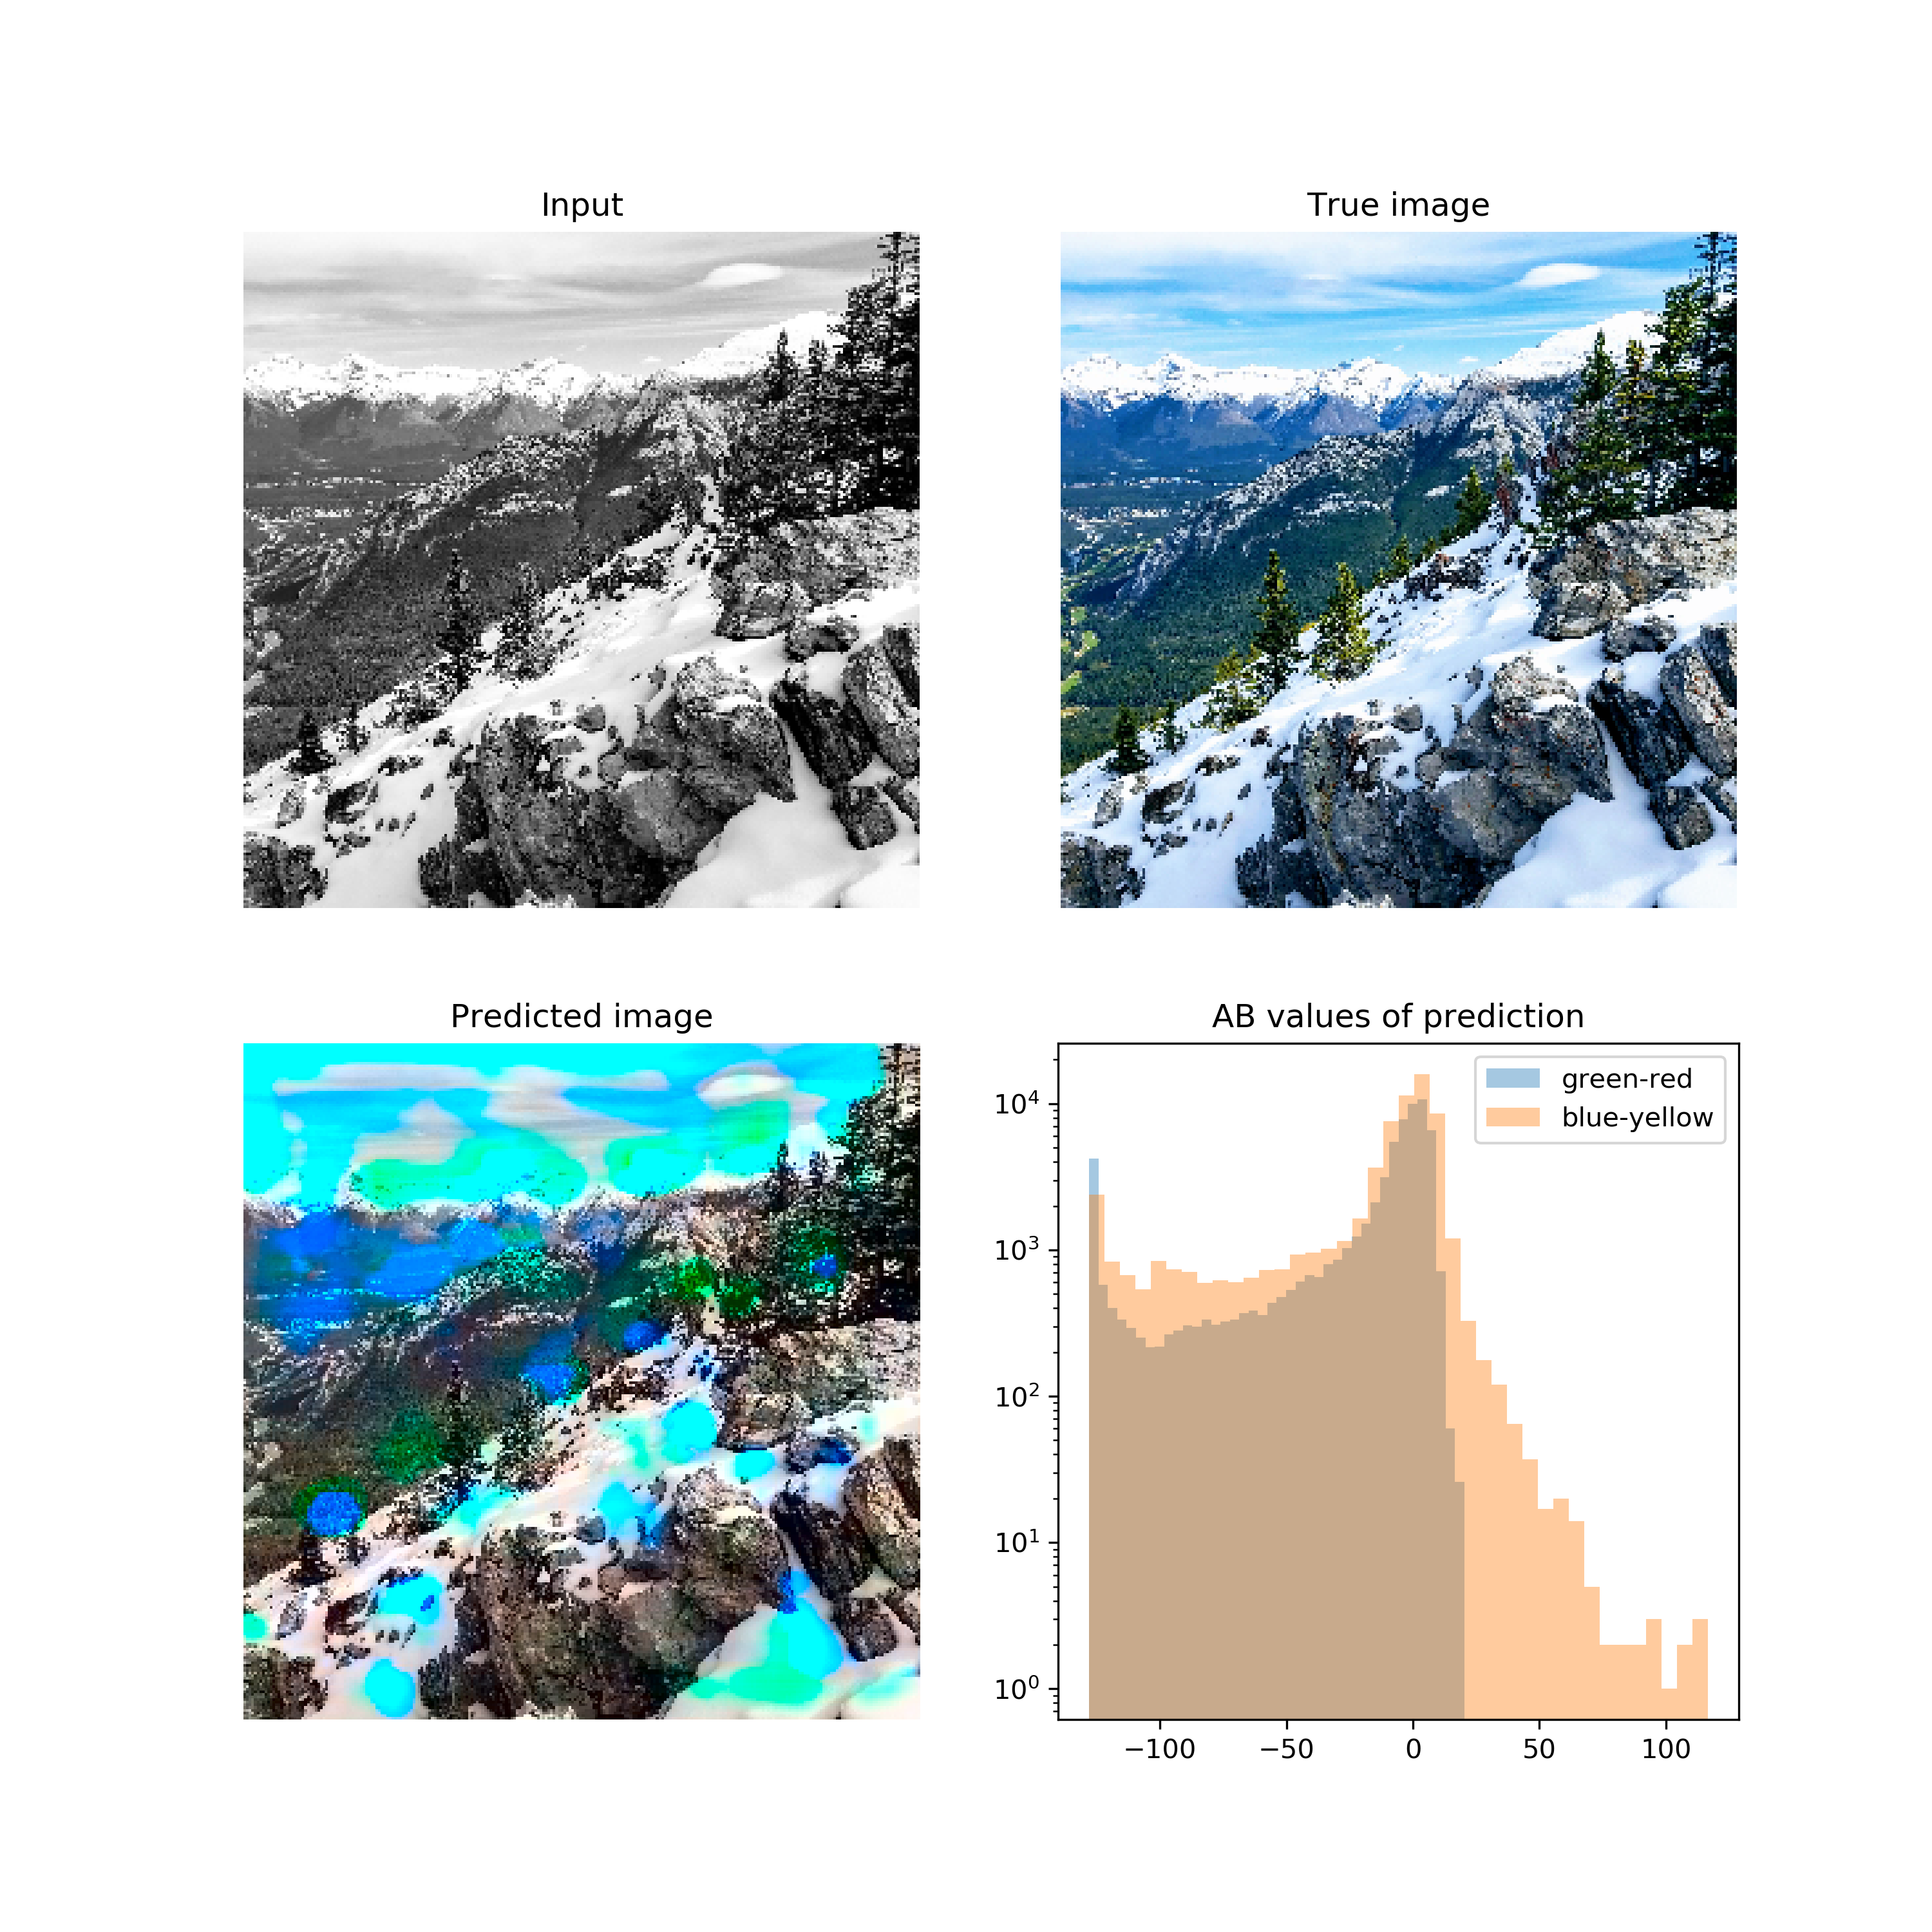 Input
True image
Predicted image
AB values of prediction
green-red
blue-yellow
10⁴
10³
10²
10¹
10⁰
−100
−50
0
50
100